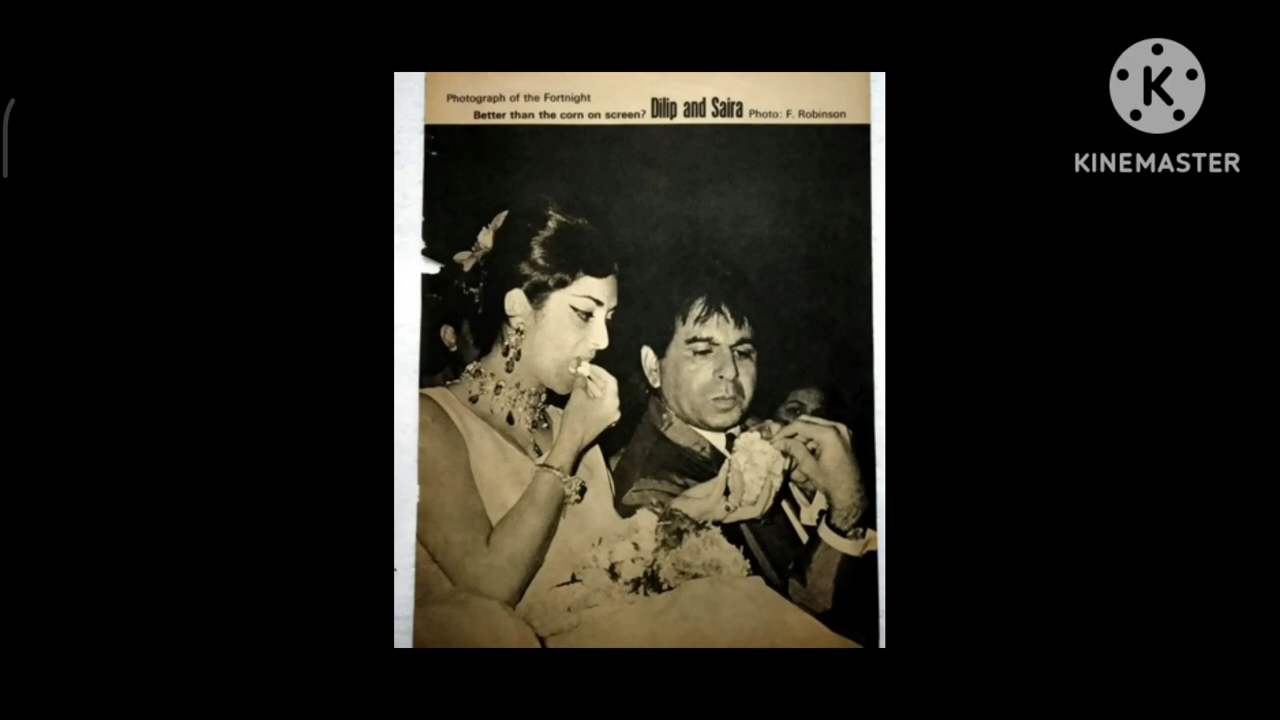 Photograph of the Fortnight
Better than the corn on screen? Dilip and Saira Photo: F. Robinson
KINEMASTER